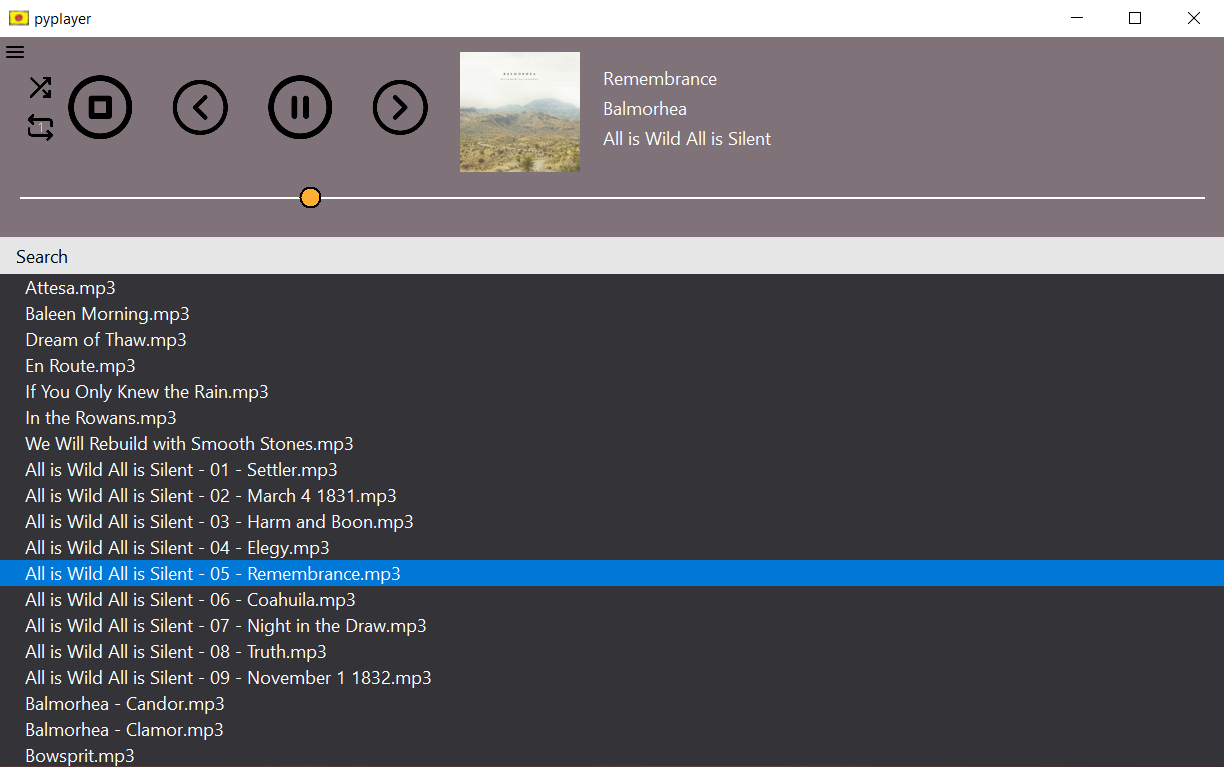 pyplayer
1
BALMORHEA
Remembrance
Balmorhea
All is Wild All is Silent
Search
Attesa.mp3
Baleen Morning.mp3
Dream of Thaw.mp3
En Route.mp3
If You Only Knew the Rain.mp3
In the Rowans.mp3
We Will Rebuild with Smooth Stones.mp3
All is Wild All is Silent - 01 - Settler.mp3
All is Wild All is Silent - 02 - March 4 1831.mp3
All is Wild All is Silent - 03 - Harm and Boon.mp3
All is Wild All is Silent - 04 - Elegy.mp3
All is Wild All is Silent - 05 - Remembrance.mp3
All is Wild All is Silent - 06 - Coahuila.mp3
All is Wild All is Silent - 07 - Night in the Draw.mp3
All is Wild All is Silent - 08 - Truth.mp3
All is Wild All is Silent - 09 - November 1 1832.mp3
Balmorhea - Candor.mp3
Balmorhea - Clamor.mp3
Bowsprit.mp3